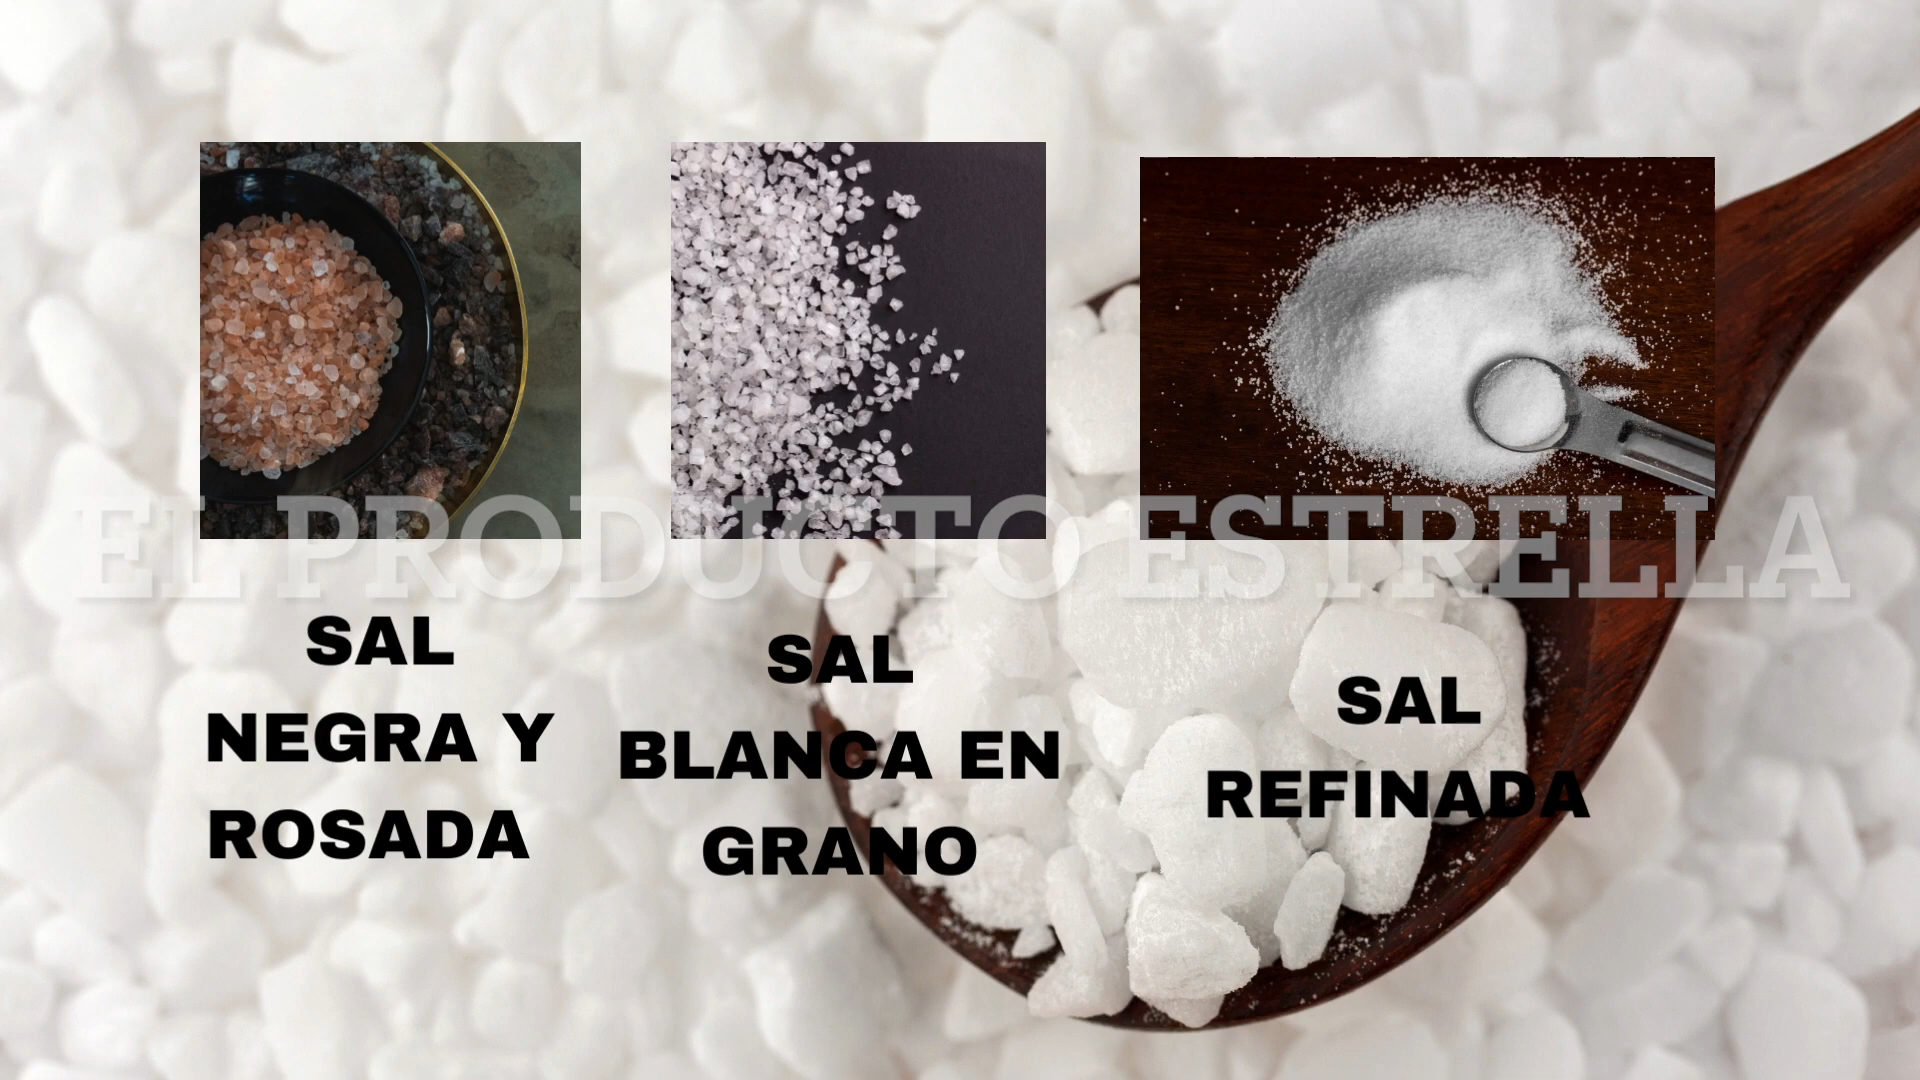 EL PRODUCTO ESTRELLA
SAL
NEGRA Y
ROSADA
SAL
BLANCA EN
GRANO
SAL
REFINADA